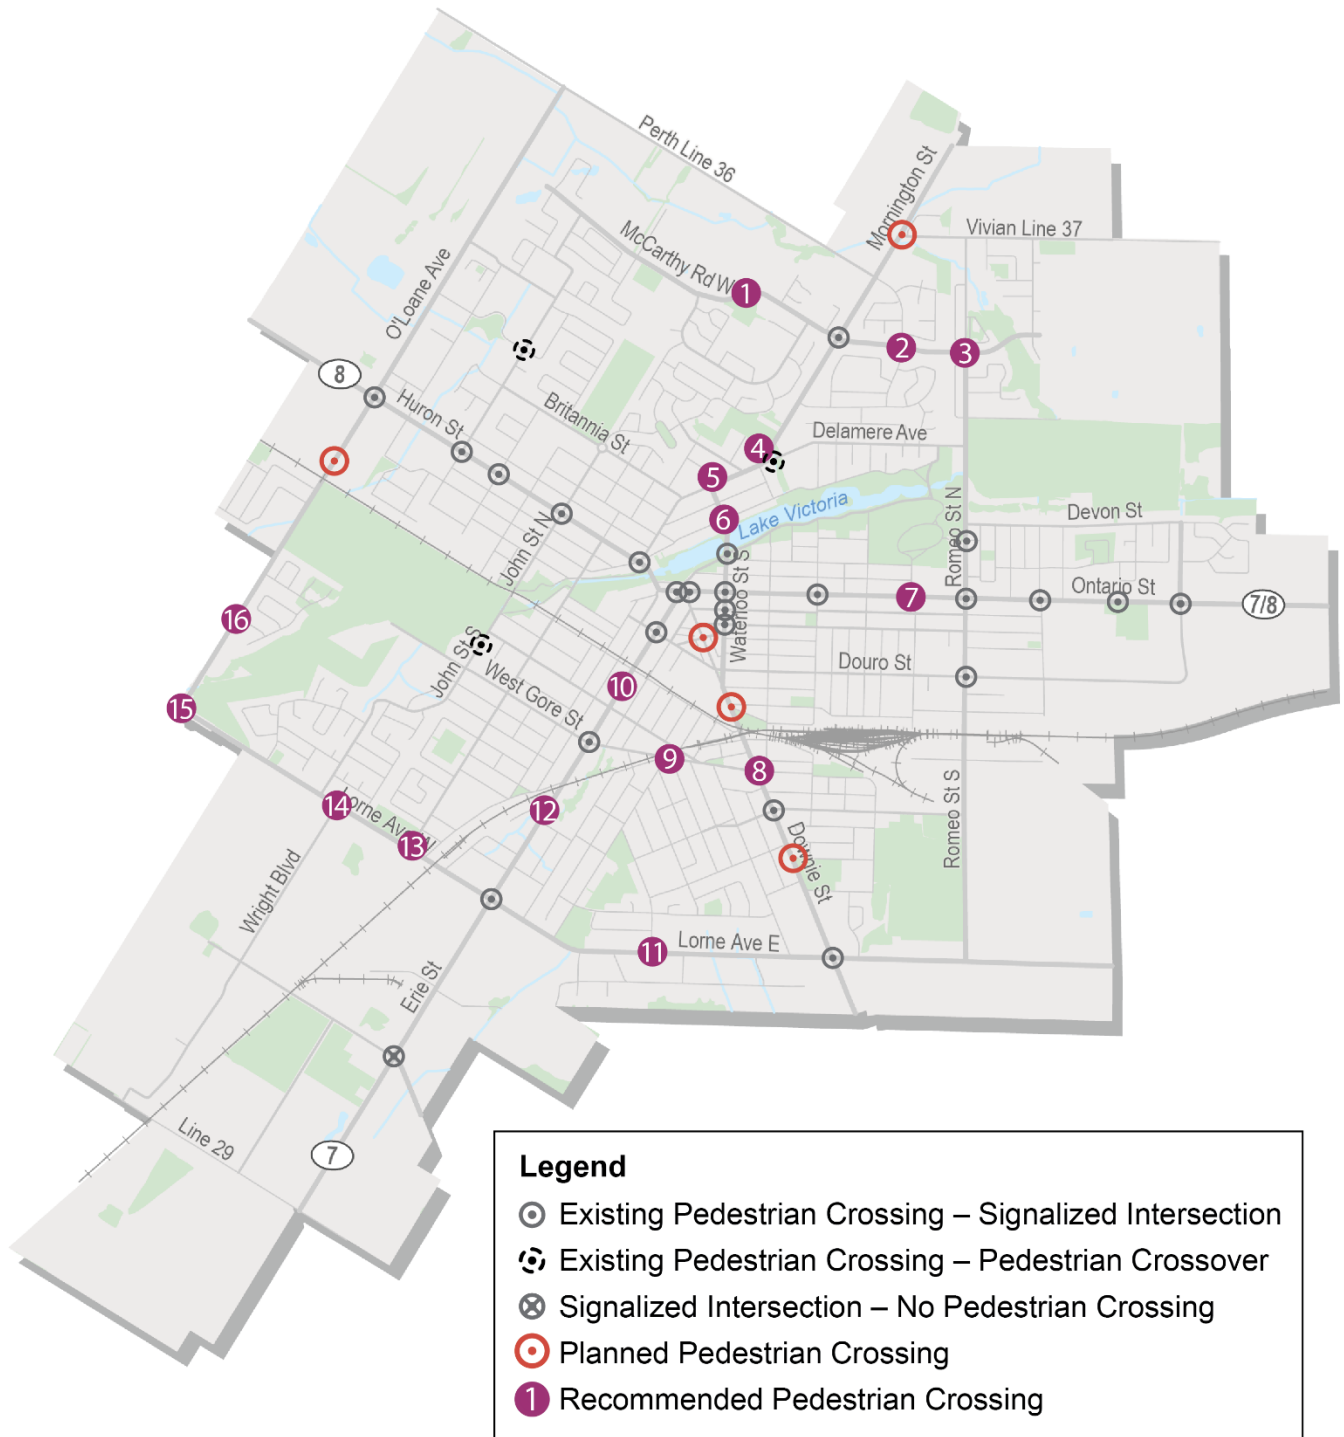 Perth Line 36
Mornington St
Vivian Line 37
McCarthy Rd W
1
O'Loane Ave
2
3
8
Huron St
Britannia St
Delamere Ave
4
5
6
Lake Victoria
Romeo St N
Devon St
John St N
Waterloo St S
7
Ontario St
7/8
16
John St S
West Gore St
Douro St
10
15
9
8
14
Lorne Ave W
12
13
Downie St
Romeo St S
Wright Blvd
11
Lorne Ave E
Erie St
Line 29
7
Legend
Existing Pedestrian Crossing – Signalized Intersection
Existing Pedestrian Crossing – Pedestrian Crossover
Signalized Intersection – No Pedestrian Crossing
Planned Pedestrian Crossing
1 Recommended Pedestrian Crossing